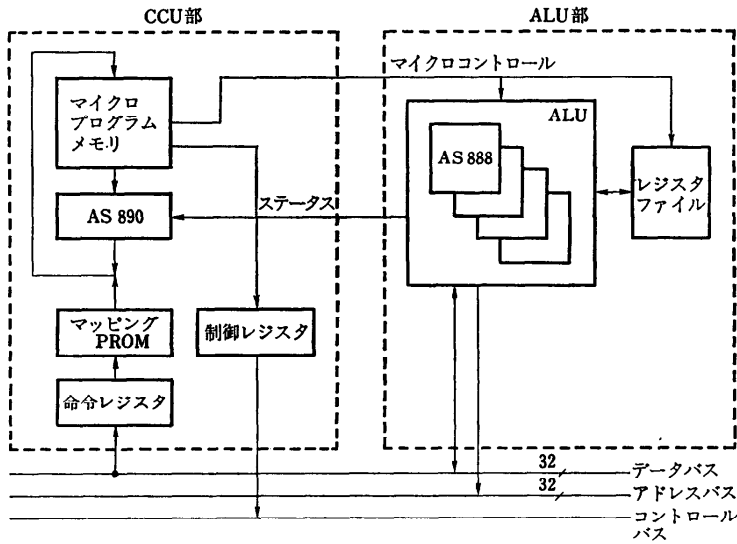 CCU部
ALU部
マイクロ
プログラム
メモリ
マイクロコントロール
ALU
AS 888
レジスタ
ファイル
AS 890
ステータス
マッピング
PROM
制御レジスタ
命令レジスタ
32
データバス
32
アドレスバス
コントロール
バス